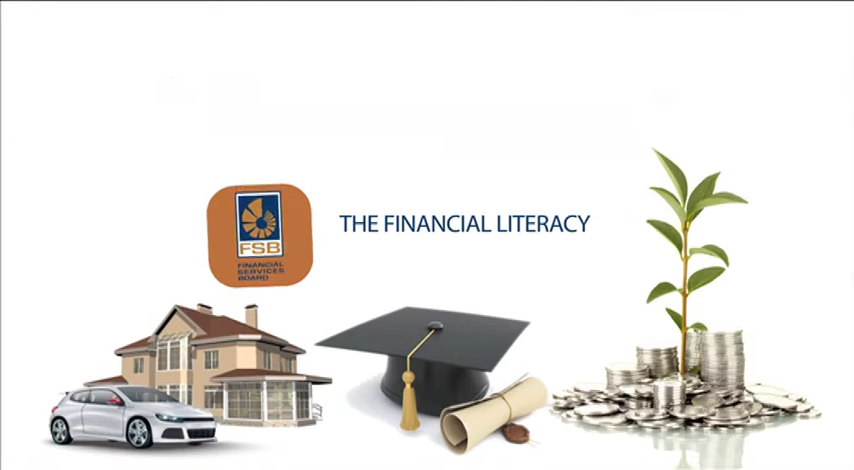 FSB
FINANCIAL
SERVICES
BOARD
THE FINANCIAL LITERACY